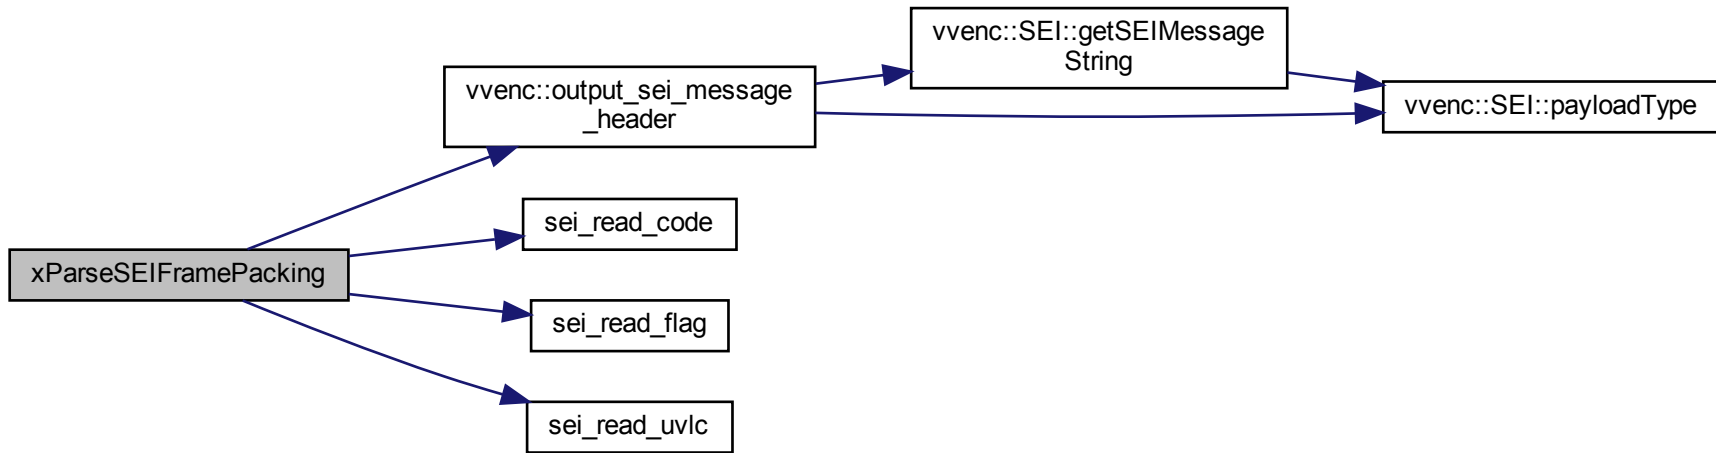 vvenc::SEI::getSEIMessage
String
vvenc::output_sei_message
_header
vvenc::SEI::payloadType
sei_read_code
xParseSEIFramePacking
sei_read_flag
sei_read_uvlc